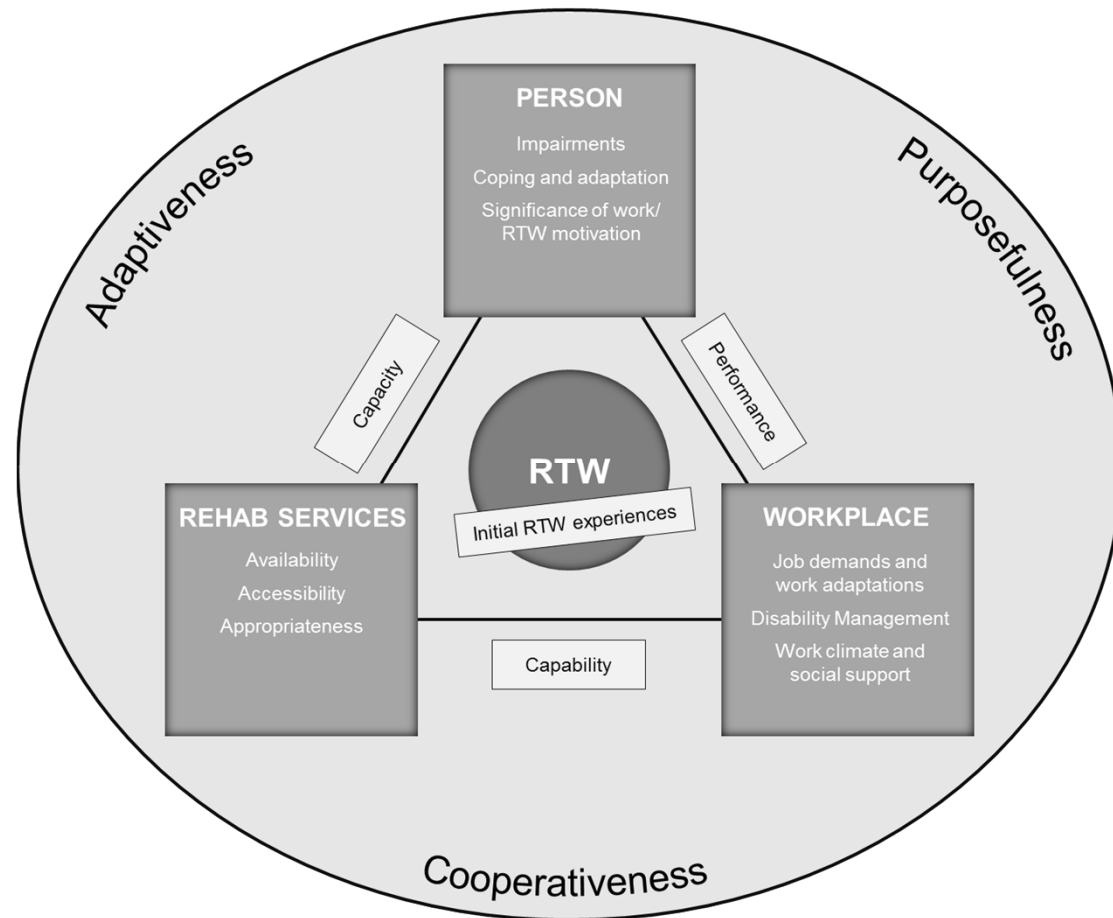 PERSON
Impairments
Coping and adaptation
Significance of work/
RTW motivation
Adaptiveness
Purposefulness
Capacity
Performance
RTW
Initial RTW experiences
REHAB SERVICES
Availability
Accessibility
Appropriateness
WORKPLACE
Job demands and
work adaptations
Disability Management
Work climate and
social support
Capability
Cooperativeness